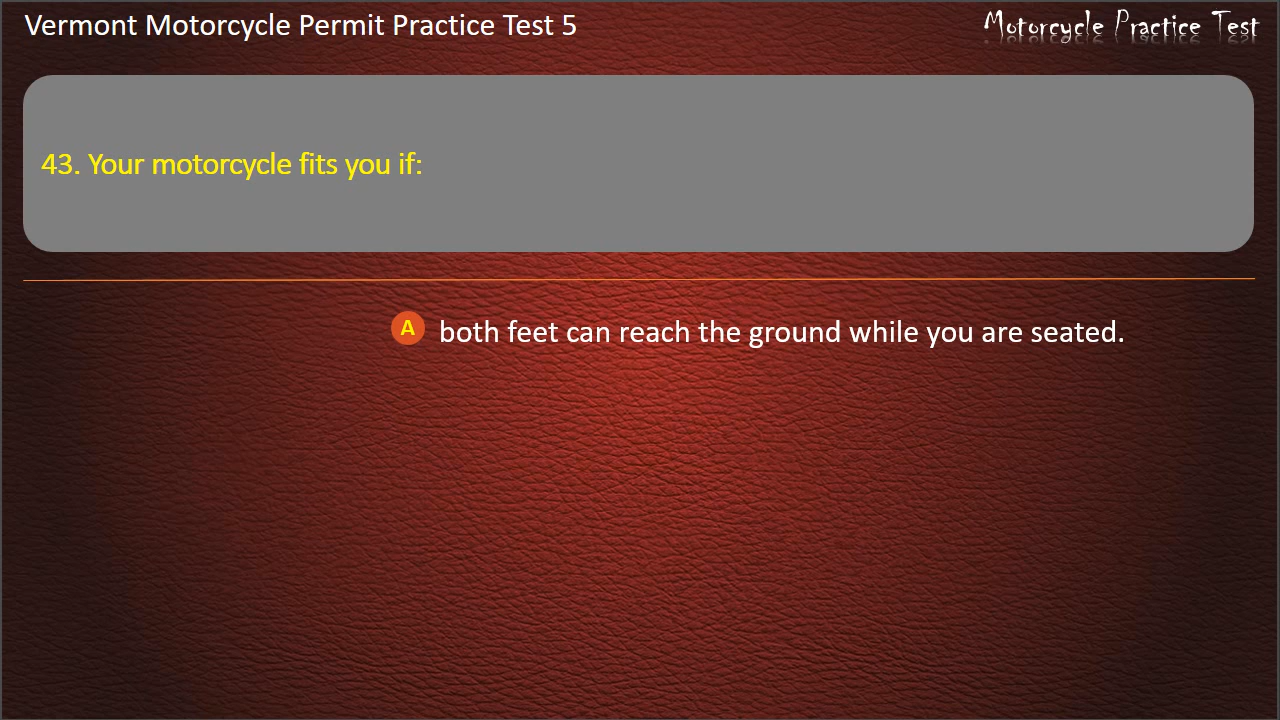 Vermont Motorcycle Permit Practice Test 5
Motorcycle Practice Test
43. Your motorcycle fits you if:
A both feet can reach the ground while you are seated.